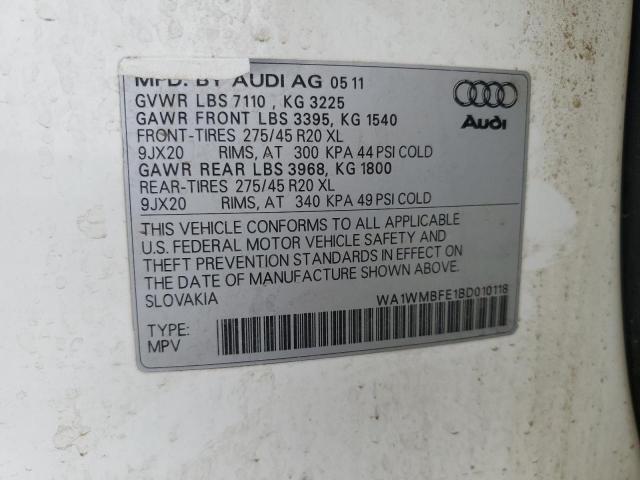 MFD. BY AUDI AG 05 11
GVWR LBS 7110 , KG 3225
GAWR FRONT LBS 3395, KG 1540
FRONT-TIRES 275/45 R20 XL
9JX20 RIMS, AT 300 KPA 44 PSI COLD
GAWR REAR LBS 3968, KG 1800
REAR-TIRES 275/45 R20 XL
9JX20 RIMS, AT 340 KPA 49 PSI COLD
Audi
THIS VEHICLE CONFORMS TO ALL APPLICABLE
U.S. FEDERAL MOTOR VEHICLE SAFETY AND
THEFT PREVENTION STANDARDS IN EFFECT ON
THE DATE OF MANUFACTURE SHOWN ABOVE.
SLOVAKIA WA1WMBFE1BD010118
TYPE:
MPV